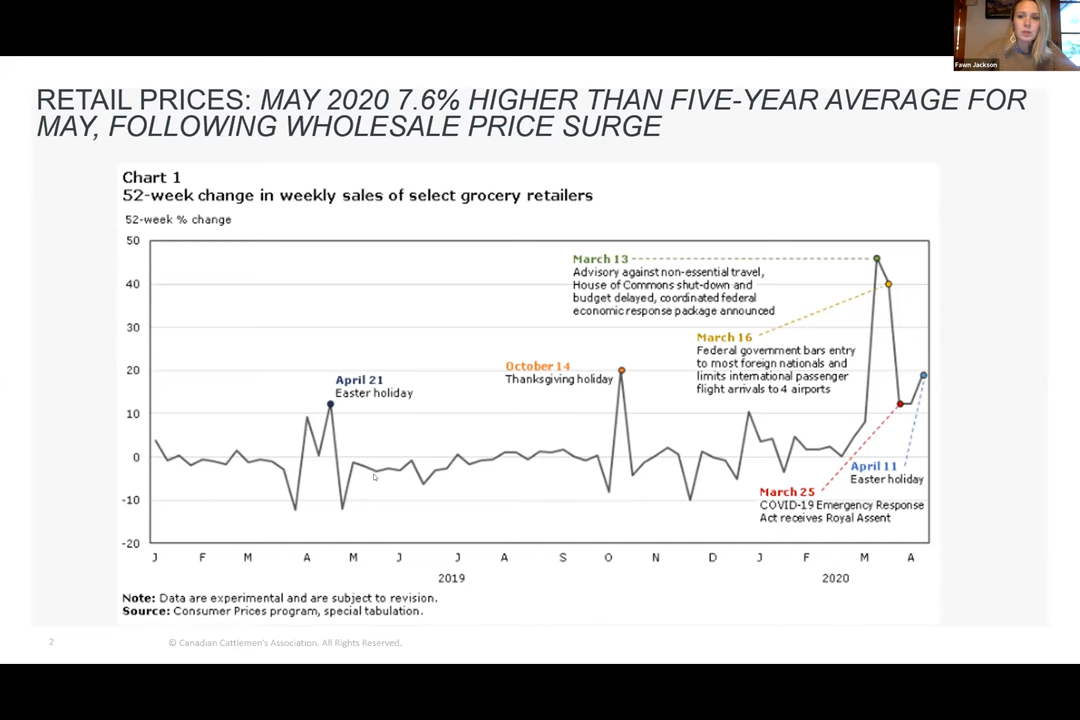 Fawn Jackson
RETAIL PRICES: MAY 2020 7.6% HIGHER THAN FIVE-YEAR AVERAGE FOR
MAY, FOLLOWING WHOLESALE PRICE SURGE
Chart 1
52-week change in weekly sales of select grocery retailers
52-week % change
50
40
30
20
10
0
-10
-20
March 13
Advisory against non-essential travel,
House of Commons shut-down and
budget delayed, coordinated federal
economic response package announced
March 16
Federal government bars entry
to most foreign nationals and
limits international passenger
flight arrivals to 4 airports
October 14
Thanksgiving holiday
April 21
Easter holiday
April 11
Easter holiday
March 25
COVID-19 Emergency Response
Act receives Royal Assent
J F M A M J J A S O N D J F M A
2019 2020
Note: Data are experimental and are subject to revision.
Source: Consumer Prices program, special tabulation.
2 © Canadian Cattlemen's Association. All Rights Reserved.